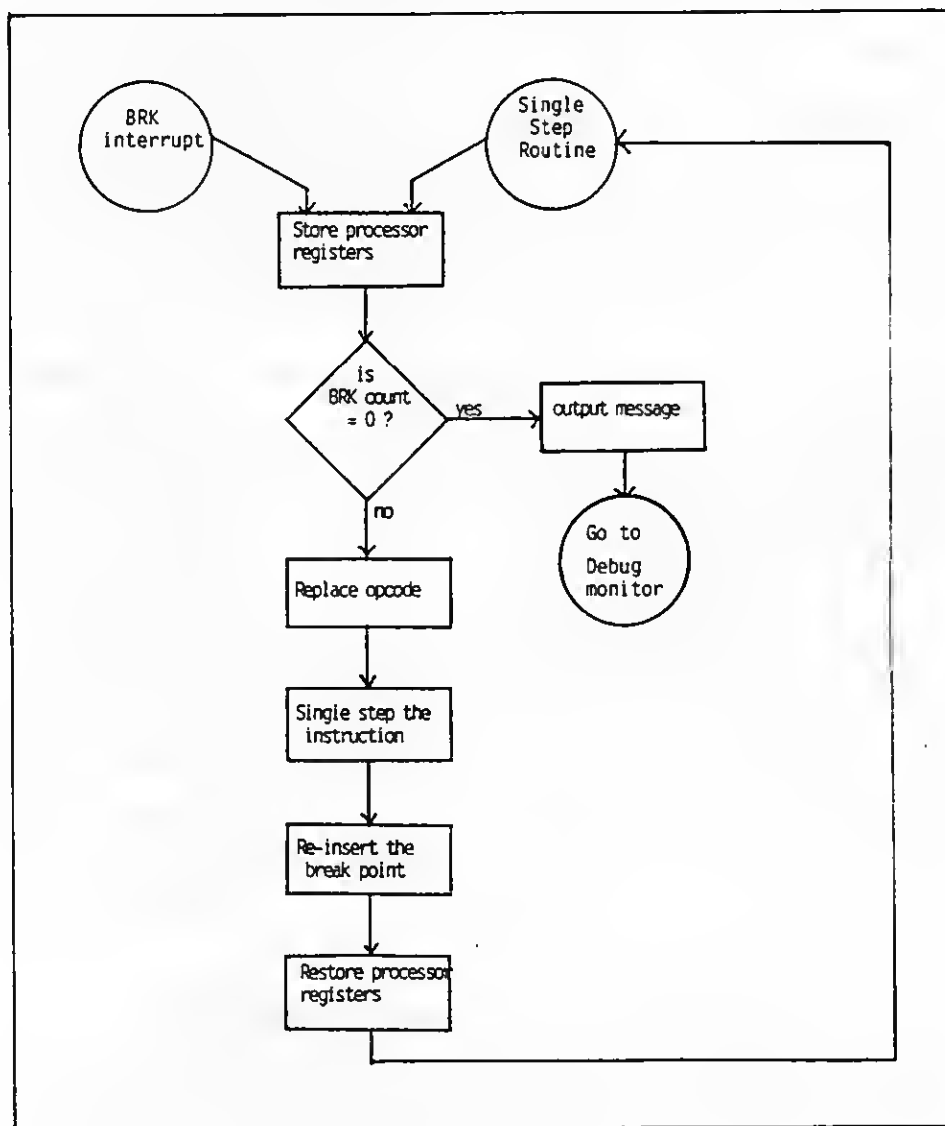 BRK
interrupt
Single
Step
Routine
Store processor
registers
is
BRK count
= 0 ?
yes
output message
no
Go to
Debug
monitor
Replace opcode
Single step the
instruction
Re-insert the
break point
Restore processor
registers